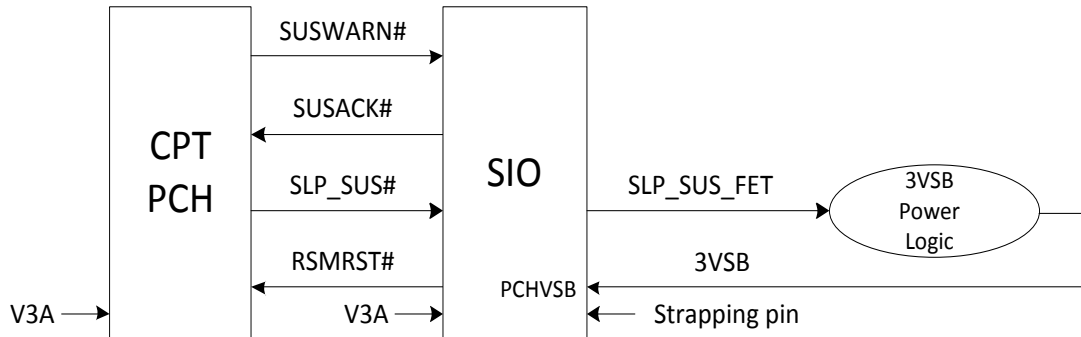 SUSWARN#
SUSACK#
CPT
PCH
SIO
SLP_SUS#
SLP_SUS_FET
3VSB
Power
Logic
RSMRST#
3VSB
PCHVSB
V3A
V3A
Strapping pin